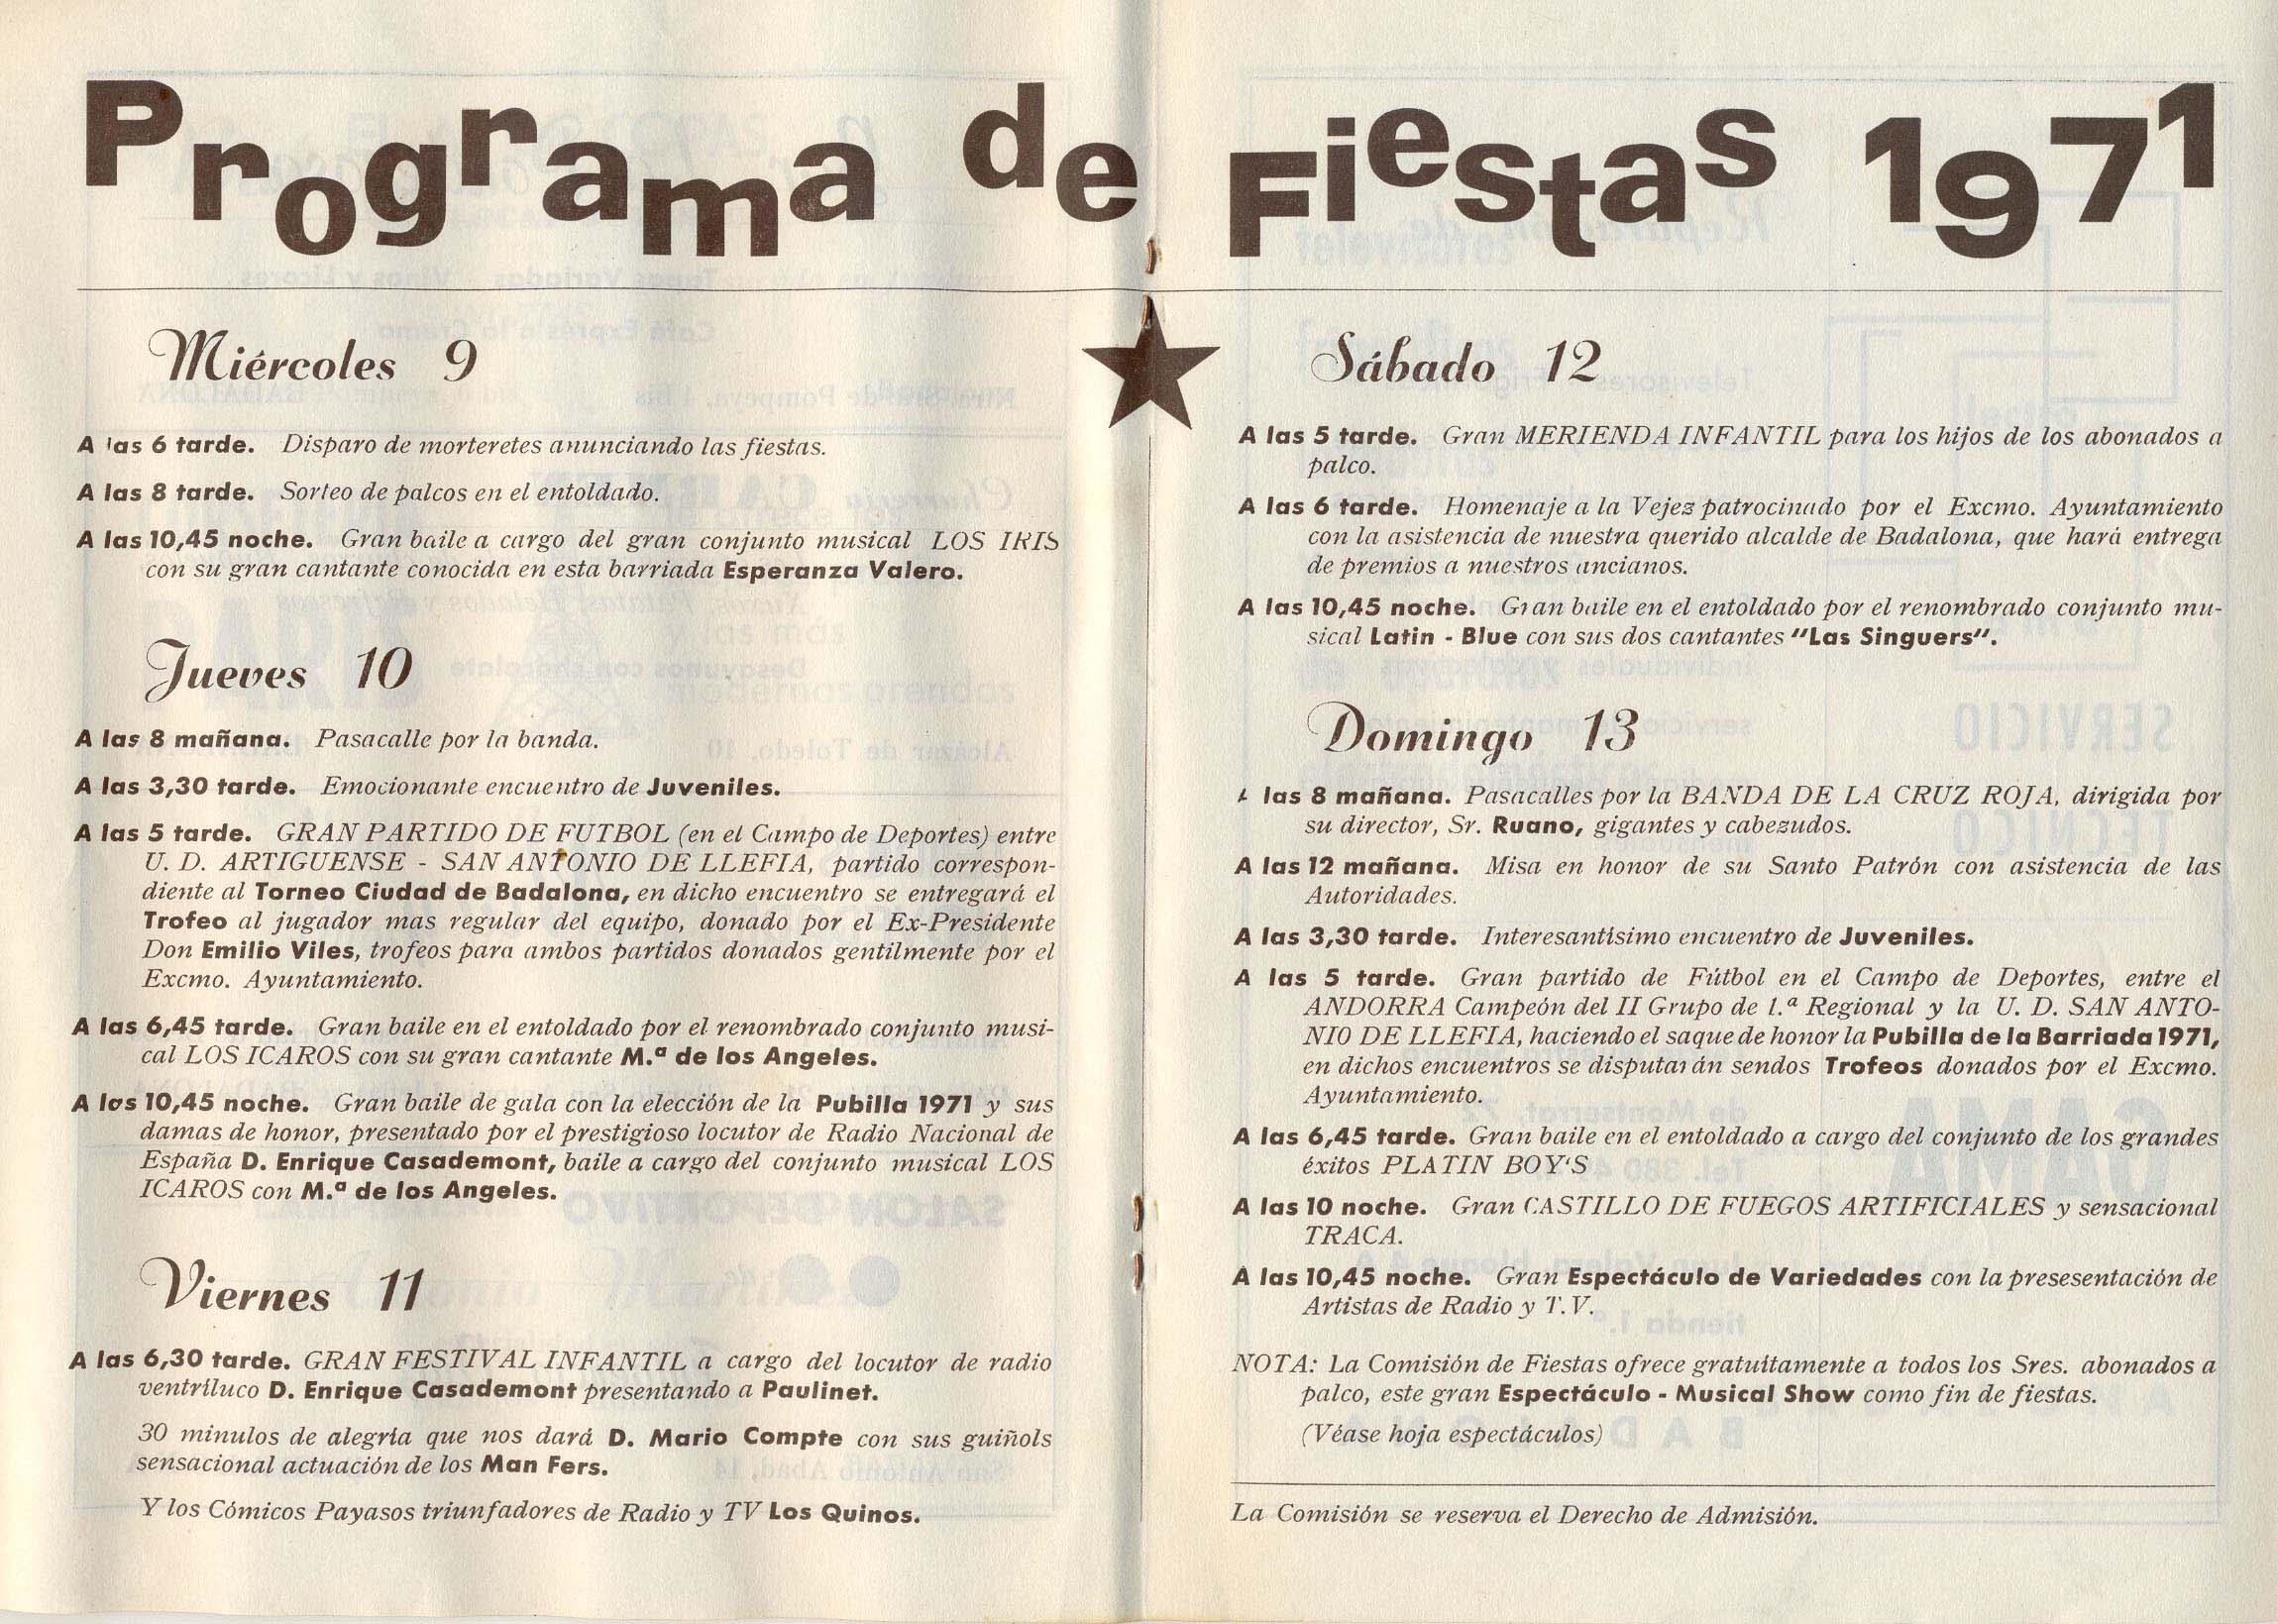 Programa de Fiestas 1971
Miércoles 9
A las 6 tarde. Disparo de morteretes anunciando las fiestas.
A las 8 tarde. Sorteo de palcos en el entoldado.
A las 10,45 noche. Gran baile a cargo del gran conjunto musical LOS IRIS
con su gran cantante conocida en esta barriada Esperanza Valero.
Jueves 10
A las 8 mañana. Pasacalle por la banda.
A las 3,30 tarde. Emocionante encuentro de Juveniles.
A las 5 tarde. GRAN PARTIDO DE FUTBOL (en el Campo de Deportes) entre
U. D. ARTIGUENSE - SAN ANTONIO DE LLEFIA, partido correspon-
diente al Torneo Ciudad de Badalona, en dicho encuentro se entregará el
Trofeo al jugador mas regular del equipo, donado por el Ex-Presidente
Don Emilio Viles, trofeos para ambos partidos donados gentilmente por el
Excmo. Ayuntamiento.
A las 6,45 tarde. Gran baile en el entoldado por el renombrado conjunto musi-
cal LOS ICAROS con su gran cantante M.ª de los Angeles.
A las 10,45 noche. Gran baile de gala con la elección de la Pubilla 1971 y sus
damas de honor, presentado por el prestigioso locutor de Radio Nacional de
España D. Enrique Casademont, baile a cargo del conjunto musical LOS
ICAROS con M.ª de los Angeles.
Viernes 11
A las 6,30 tarde. GRAN FESTIVAL INFANTIL a cargo del locutor de radio
ventríluco D. Enrique Casademont presentando a Paulinet.
30 minulos de alegría que nos dará D. Mario Compte con sus guiñols
sensacional actuación de los Man Fers.
Y los Cómicos Payasos triunfadores de Radio y TV Los Quinos.
Sábado 12
A las 5 tarde. Gran MERIENDA INFANTIL para los hijos de los abonados a
palco.
A las 6 tarde. Homenaje a la Vejez patrocinado por el Excmo. Ayuntamiento
con la asistencia de nuestra querido alcalde de Badalona, que hará entrega
de premios a nuestros ancianos.
A las 10,45 noche. Gran baile en el entoldado por el renombrado conjunto mu-
sical Latin - Blue con sus dos cantantes "Las Singuers".
Domingo 13
A las 8 mañana. Pasacalles por la BANDA DE LA CRUZ ROJA, dirigida por
su director, Sr. Ruano, gigantes y cabezudos.
A las 12 mañana. Misa en honor de su Santo Patrón con asistencia de las
Autoridades.
A las 3,30 tarde. Interesantísimo encuentro de Juveniles.
A las 5 tarde. Gran partido de Fútbol en el Campo de Deportes, entre el
ANDORRA Campeón del II Grupo de 1.ª Regional y la U. D. SAN ANTO-
NIO DE LLEFIA, haciendo el saque de honor la Pubilla de la Barriada 1971,
en dichos encuentros se disputarán sendos Trofeos donados por el Excmo.
Ayuntamiento.
A las 6,45 tarde. Gran baile en el entoldado a cargo del conjunto de los grandes
éxitos PLATIN BOY'S
A las 10 noche. Gran CASTILLO DE FUEGOS ARTIFICIALES y sensacional
TRACA.
A las 10,45 noche. Gran Espectáculo de Variedades con la presesentación de
Artistas de Radio y T.V.
NOTA: La Comisión de Fiestas ofrece gratuítamente a todos los Sres. abonados a
palco, este gran Espectáculo - Musical Show como fin de fiestas.
(Véase hoja espectáculos)
La Comisión se reserva el Derecho de Admisión.